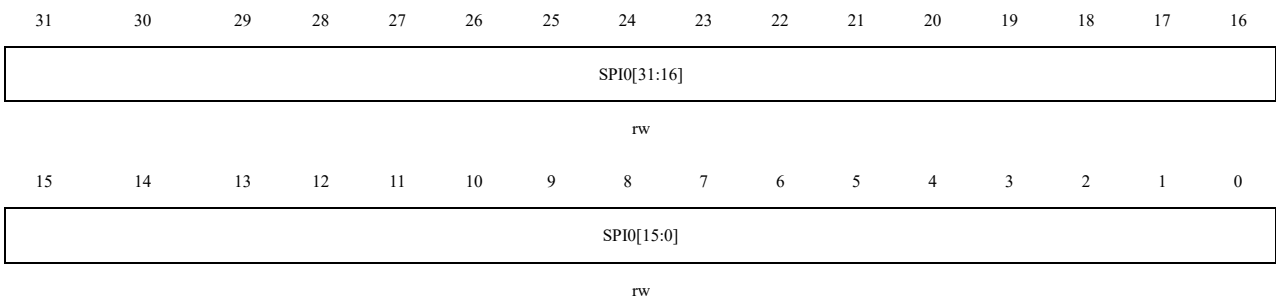 31 30 29 28 27 26 25 24 23 22 21 20 19 18 17 16
SPI0[31:16]
rw
15 14 13 12 11 10 9 8 7 6 5 4 3 2 1 0
SPI0[15:0]
rw